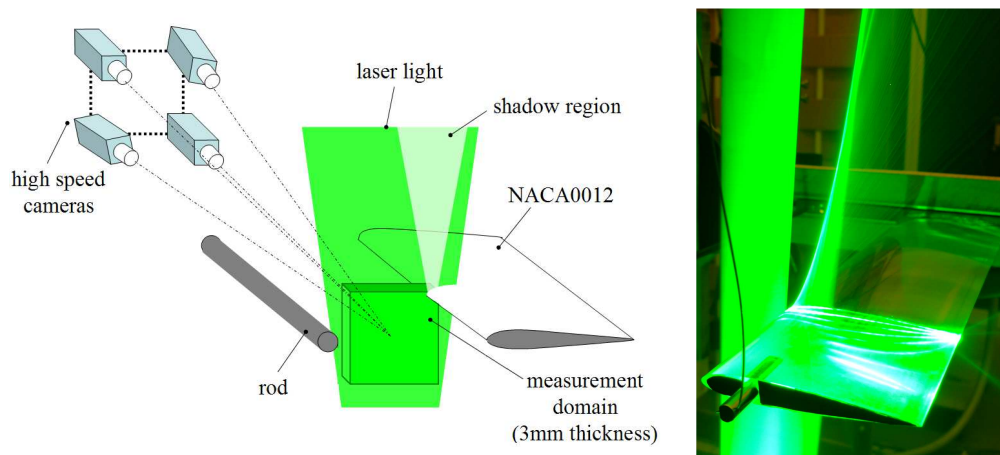 laser light
shadow region
NACA0012
high speed
cameras
rod
measurement
domain
(3mm thickness)